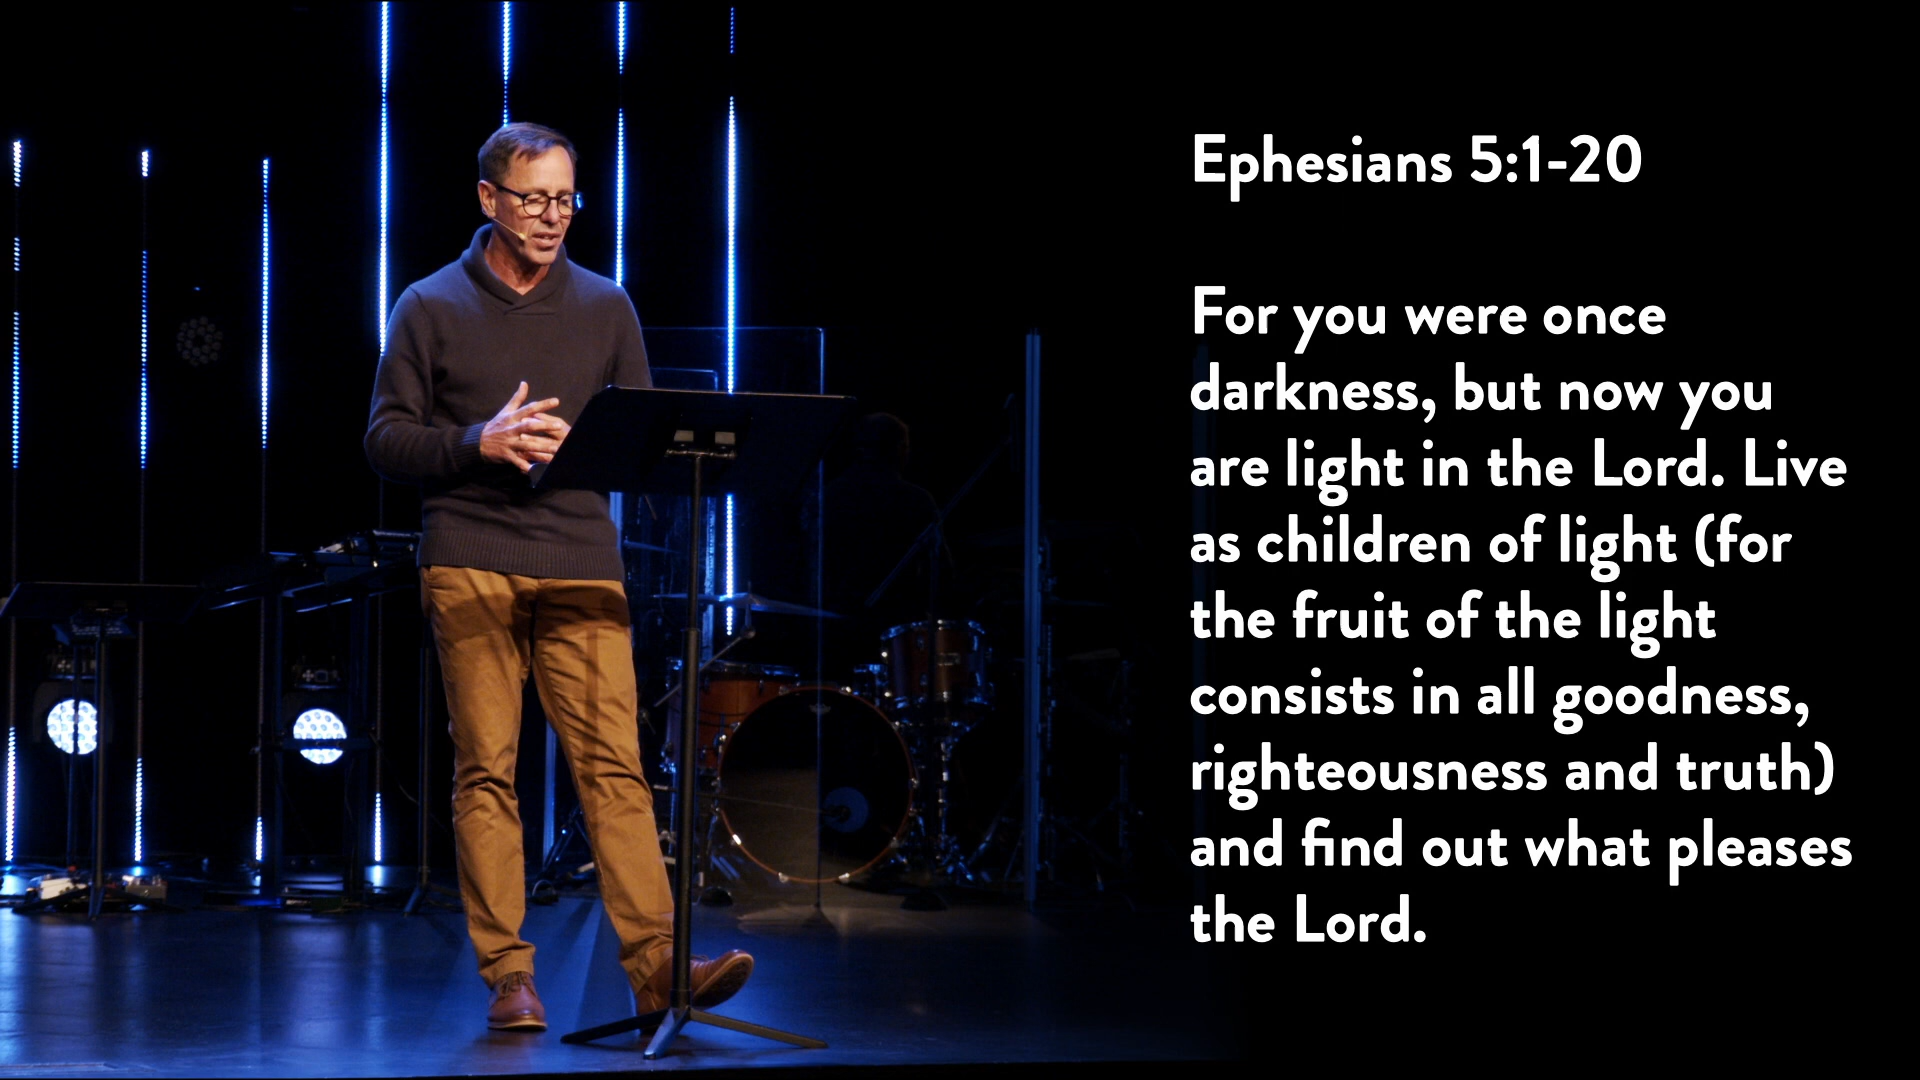 Ephesians 5:1-20
For you were once
darkness, but now you
are light in the Lord. Live
as children of light (for
the fruit of the light
consists in all goodness,
righteousness and truth)
and find out what pleases
the Lord.